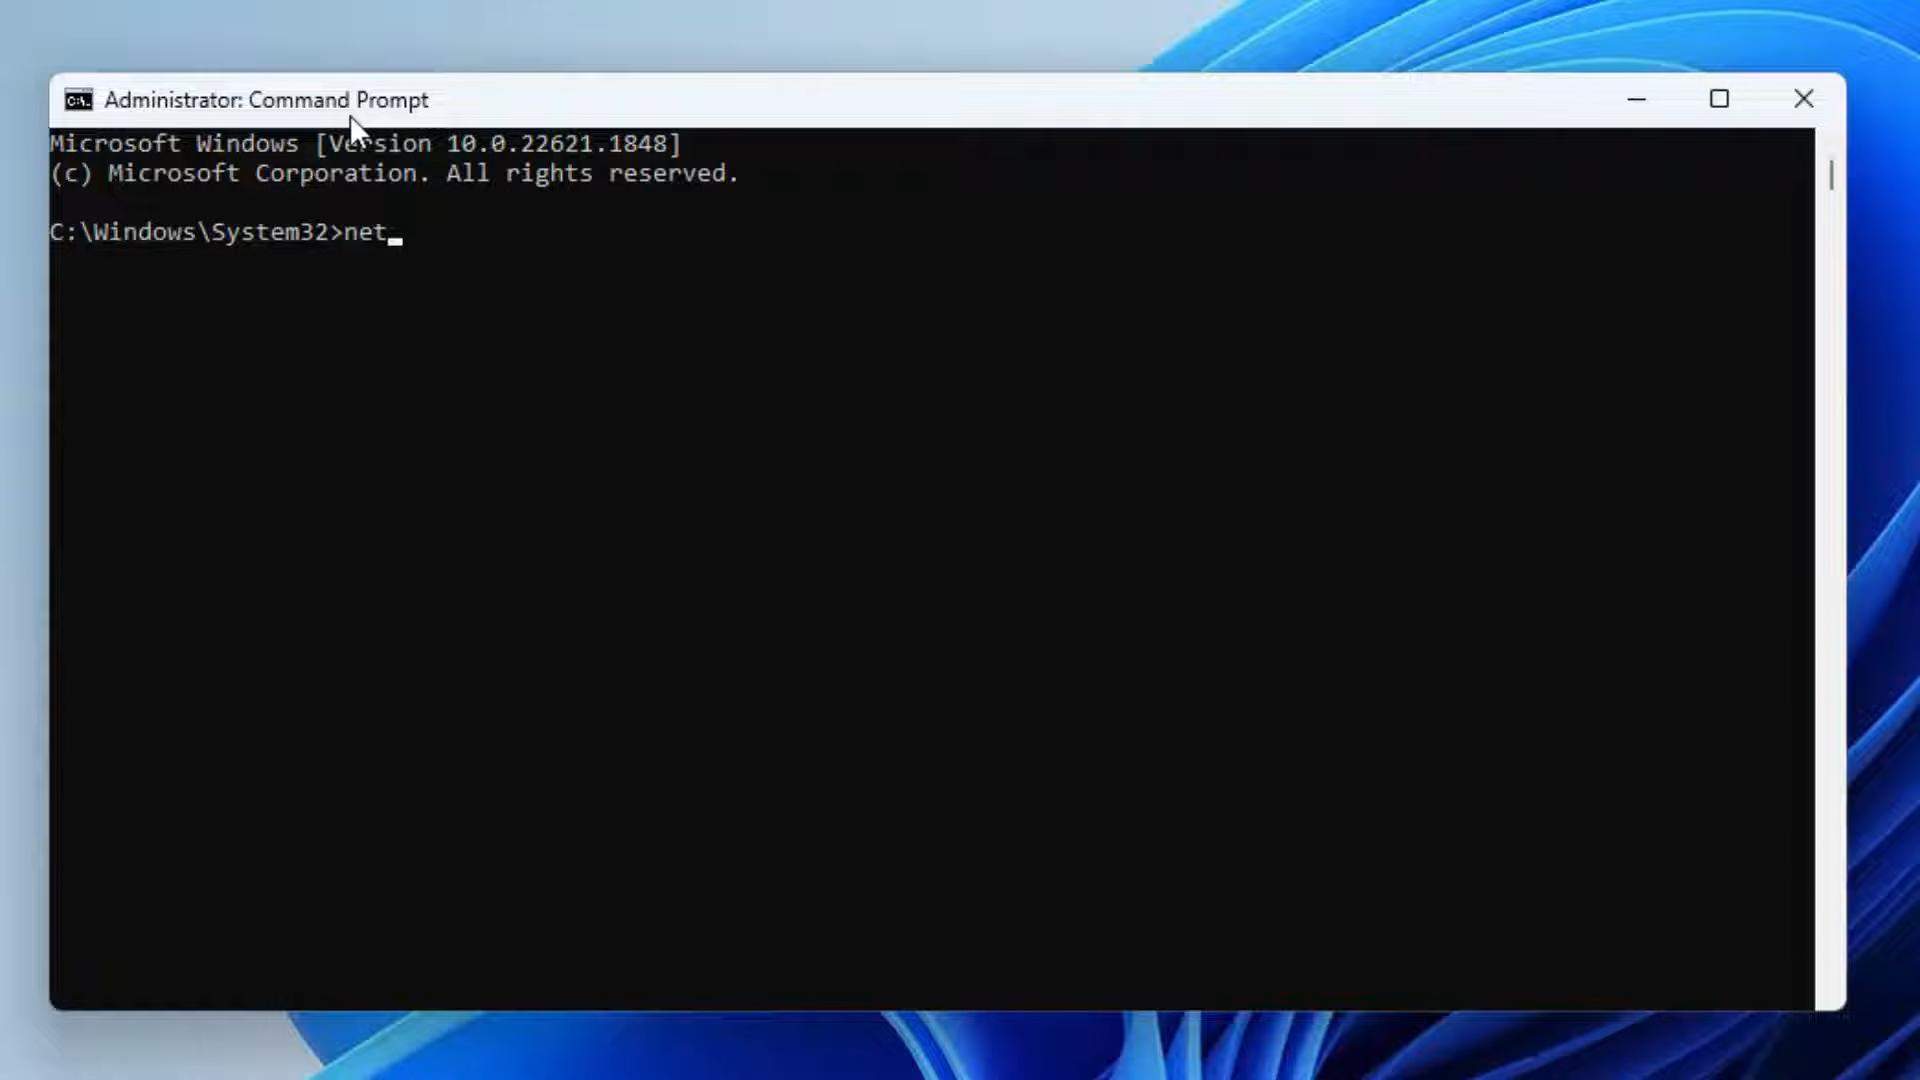 Administrator: Command Prompt
Microsoft Windows [Version 10.0.22621.1848]
(c) Microsoft Corporation. All rights reserved.
C:\Windows\System32>net